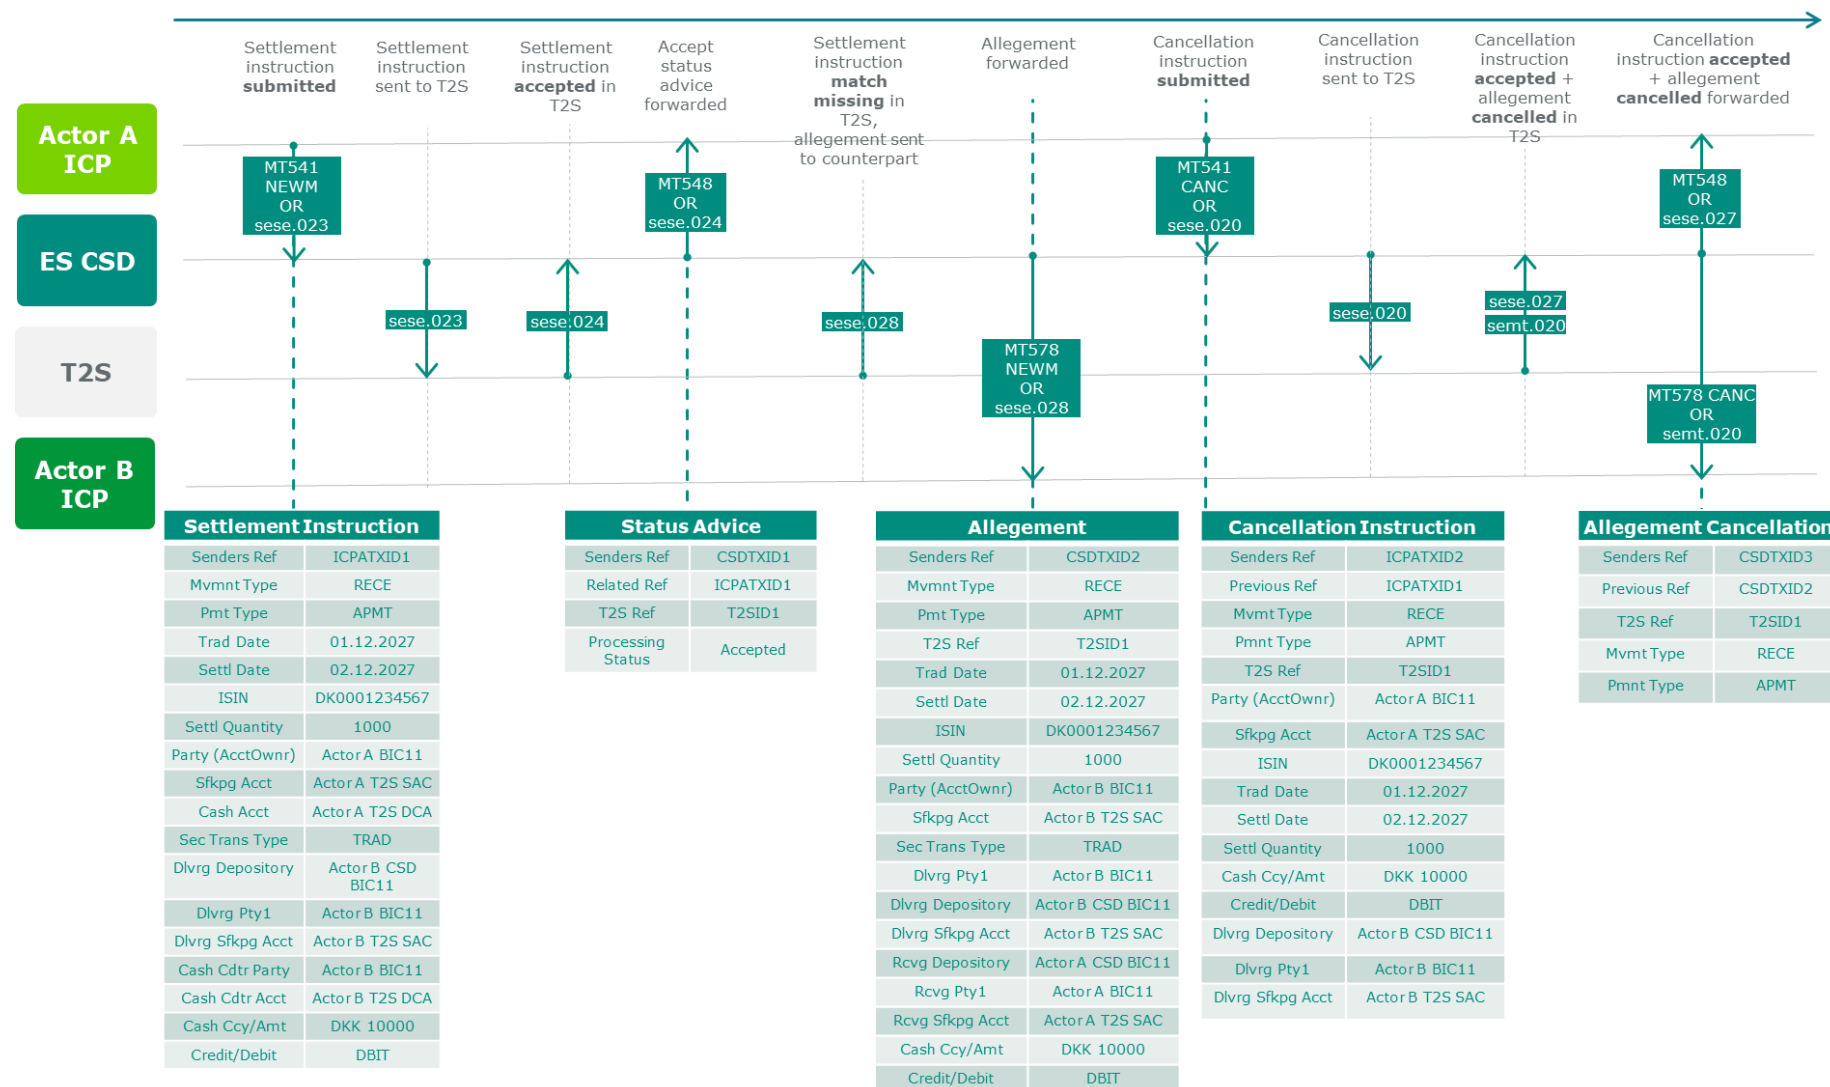 Settlement
instruction
submitted
Settlement
instruction
sent to T2S
Settlement
instruction
accepted in
T2S
Accept
status
advice
forwarded
Settlement
instruction
match
missing in
T2S,
allegement sent
to counterpart
Allegement
forwarded
Cancellation
instruction
submitted
Cancellation
instruction
sent to T2S
Cancellation
instruction
accepted +
allegement
cancelled in
T2S
Cancellation
instruction accepted
+ allegement
cancelled forwarded
Actor A
ICP
ES CSD
T2S
Actor B
ICP
MT541
NEWM
OR
sese.023
sese.023
sese.024
MT548
OR
sese.024
sese.028
MT578
NEWM
OR
sese.028
MT541
CANC
OR
sese.020
sese.020
sese.027
semt.020
MT548
OR
sese.027
MT578 CANC
OR
semt.020
Settlement Instruction
Senders Ref ICPATXID1
Mvmnt Type RECE
Pmt Type APMT
Trad Date 01.12.2027
Settl Date 02.12.2027
ISIN DK0001234567
Settl Quantity 1000
Party (AcctOwnr) Actor A BIC11
Sfkpg Acct Actor A T2S SAC
Cash Acct Actor A T2S DCA
Sec Trans Type TRAD
Dlvrg Depository Actor B CSD
BIC11
Dlvrg Pty1 Actor B BIC11
Dlvrg Sfkpg Acct Actor B T2S SAC
Cash Cdtr Party Actor B BIC11
Cash Cdtr Acct Actor B T2S DCA
Cash Ccy/Amt DKK 10000
Credit/Debit DBIT
Status Advice
Senders Ref CSDTXID1
Related Ref ICPATXID1
T2S Ref T2SID1
Processing
Status Accepted
Allegement
Senders Ref CSDTXID2
Mvmnt Type RECE
Pmt Type APMT
T2S Ref T2SID1
Trad Date 01.12.2027
Settl Date 02.12.2027
ISIN DK0001234567
Settl Quantity 1000
Party (AcctOwnr) Actor B BIC11
Sfkpg Acct Actor B T2S SAC
Sec Trans Type TRAD
Dlvrg Pty1 Actor B BIC11
Dlvrg Depository Actor B CSD BIC11
Dlvrg Sfkpg Acct Actor B T2S SAC
Rcvg Depository Actor A CSD BIC11
Rcvg Pty1 Actor A BIC11
Rcvg Sfkpg Acct Actor A T2S SAC
Cash Ccy/Amt DKK 10000
Credit/Debit DBIT
Cancellation Instruction
Senders Ref ICPATXID2
Previous Ref ICPATXID1
Mvmt Type RECE
Pmnt Type APMT
T2S Ref T2SID1
Party (AcctOwnr) Actor A BIC11
Sfkpg Acct Actor A T2S SAC
ISIN DK0001234567
Trad Date 01.12.2027
Settl Date 02.12.2027
Settl Quantity 1000
Cash Ccy/Amt DKK 10000
Credit/Debit DBIT
Dlvrg Depository Actor B CSD BIC11
Dlvrg Pty1 Actor B BIC11
Dlvrg Sfkpg Acct Actor B T2S SAC
Allegement Cancellation
Senders Ref CSDTXID3
Previous Ref CSDTXID2
T2S Ref T2SID1
Mvmt Type RECE
Pmnt Type APMT